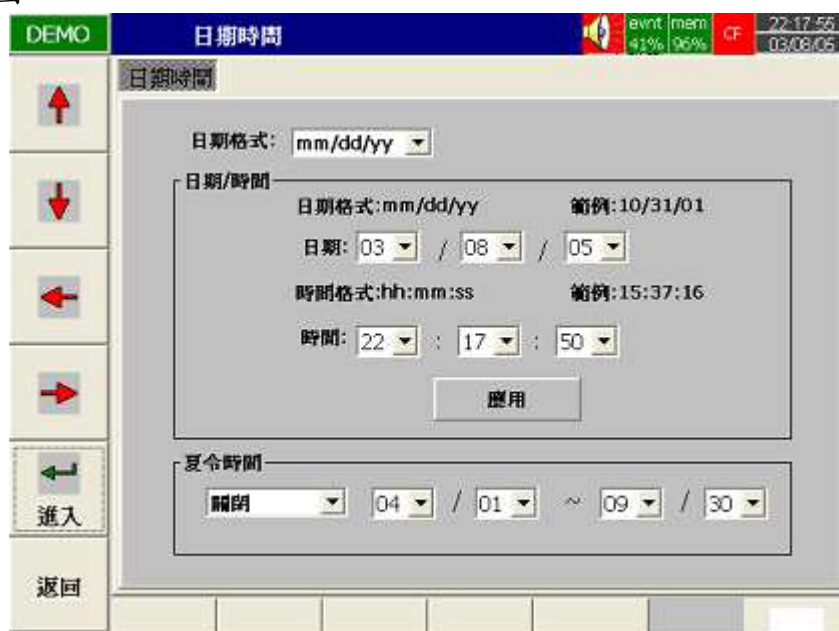 DEMO 日期時間 evnt mem CF 22:17:55
41% 96% 03/08/05
日期時間
日期格式: mm/dd/yy
日期/時間
日期格式:mm/dd/yy 範例:10/31/01
日期: 03 / 08 / 05
時間格式:hh:mm:ss 範例:15:37:16
時間: 22 : 17 : 50
應用
夏令時間
關閉 04 / 01 ~ 09 / 30
進入
返回